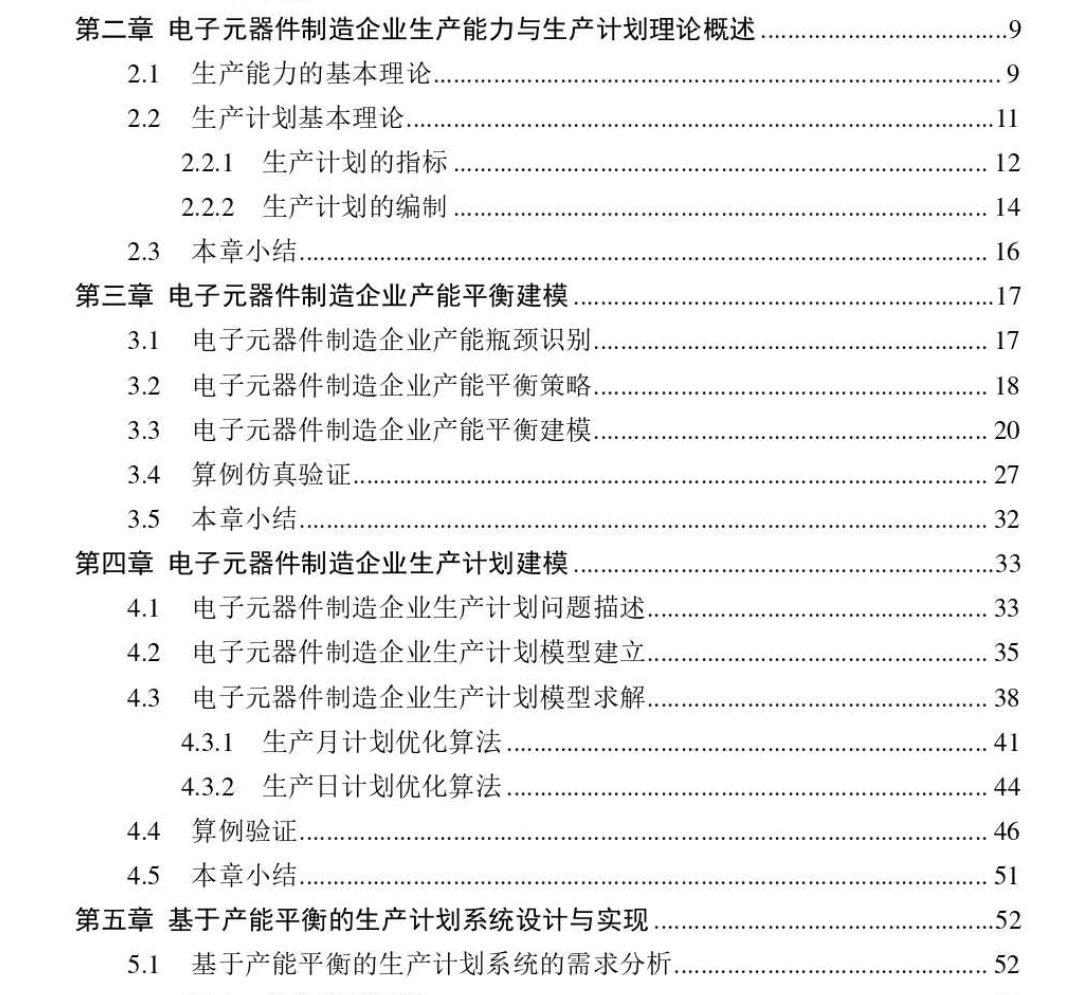 第二章 电子元器件制造企业生产能力与生产计划理论概述........................9
2.1 生产能力的基本理论........................9
2.2 生产计划基本理论........................11
2.2.1 生产计划的指标........................12
2.2.2 生产计划的编制........................14
2.3 本章小结........................16
第三章 电子元器件制造企业产能平衡建模........................17
3.1 电子元器件制造企业产能瓶颈识别........................17
3.2 电子元器件制造企业产能平衡策略........................18
3.3 电子元器件制造企业产能平衡建模........................20
3.4 算例仿真验证........................27
3.5 本章小结........................32
第四章 电子元器件制造企业生产计划建模........................33
4.1 电子元器件制造企业生产计划问题描述........................33
4.2 电子元器件制造企业生产计划模型建立........................35
4.3 电子元器件制造企业生产计划模型求解........................38
4.3.1 生产月计划优化算法........................41
4.3.2 生产日计划优化算法........................44
4.4 算例验证........................46
4.5 本章小结........................51
第五章 基于产能平衡的生产计划系统设计与实现........................52
5.1 基于产能平衡的生产计划系统的需求分析........................52